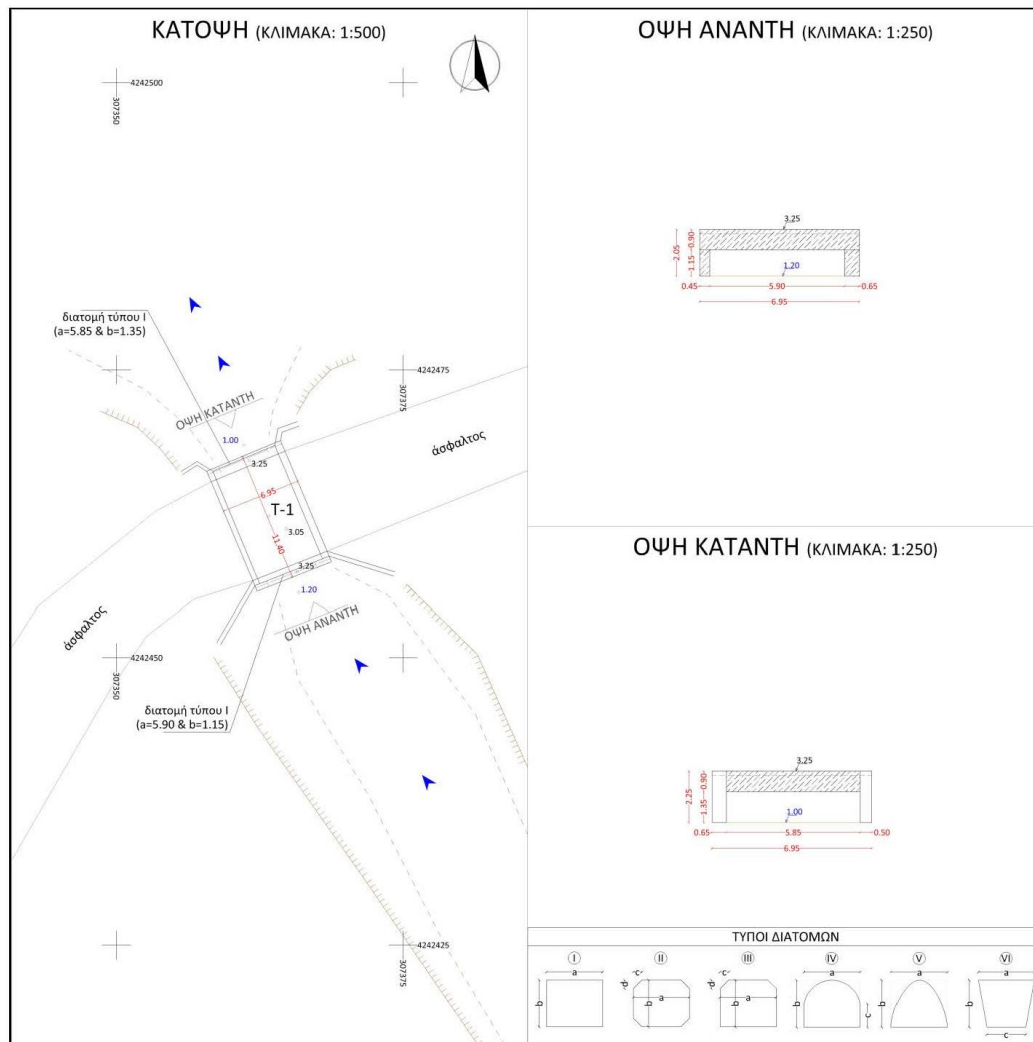 ΚΑΤΟΨΗ (ΚΛΙΜΑΚΑ: 1:500)
4242500
307350
διατομή τύπου Ι
(a=5.85 & b=1.35)
4242475
307375
ΟΨΗ ΚΑΤΑΝΤΗ
1.00
3.25
άσφαλτος
6.95
T-1
3.05
11.40
3.25
1.20
ΟΨΗ ΑΝΑΝΤΗ
άσφαλτος
4242450
307350
διατομή τύπου Ι
(a=5.90 & b=1.15)
4242425
307375
ΟΨΗ ΑΝΑΝΤΗ (ΚΛΙΜΑΚΑ: 1:250)
3.25
2.05
0.90
1.15
1.20
0.45 5.90 0.65
6.95
ΟΨΗ ΚΑΤΑΝΤΗ (ΚΛΙΜΑΚΑ: 1:250)
3.25
2.25
0.90
1.35
1.00
0.65 5.85 0.50
6.95
ΤΥΠΟΙ ΔΙΑΤΟΜΩΝ
I II III IV V VI
a c c a a a
d d
b b a b a b c b b
c